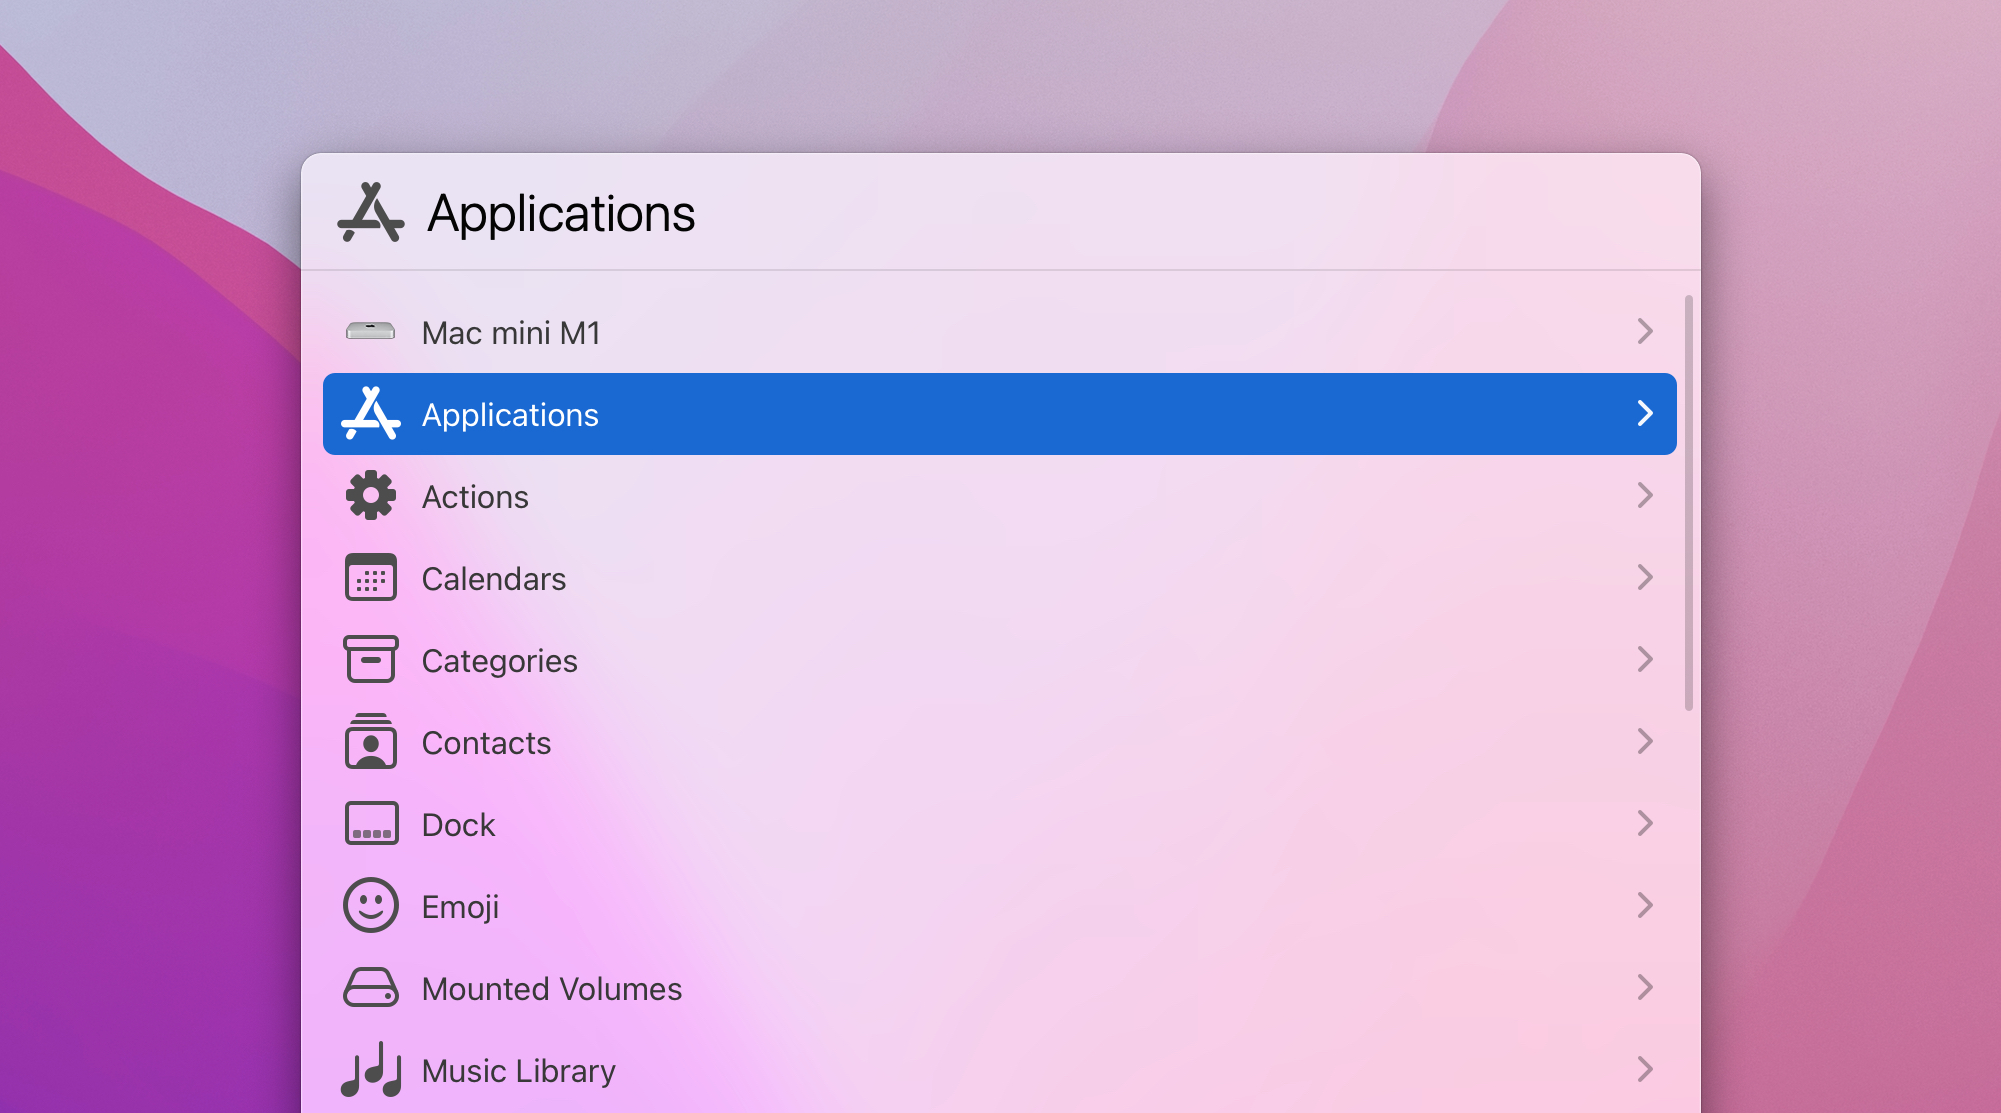 Applications
Mac mini M1
Applications
Actions
Calendars
Categories
Contacts
Dock
Emoji
Mounted Volumes
Music Library